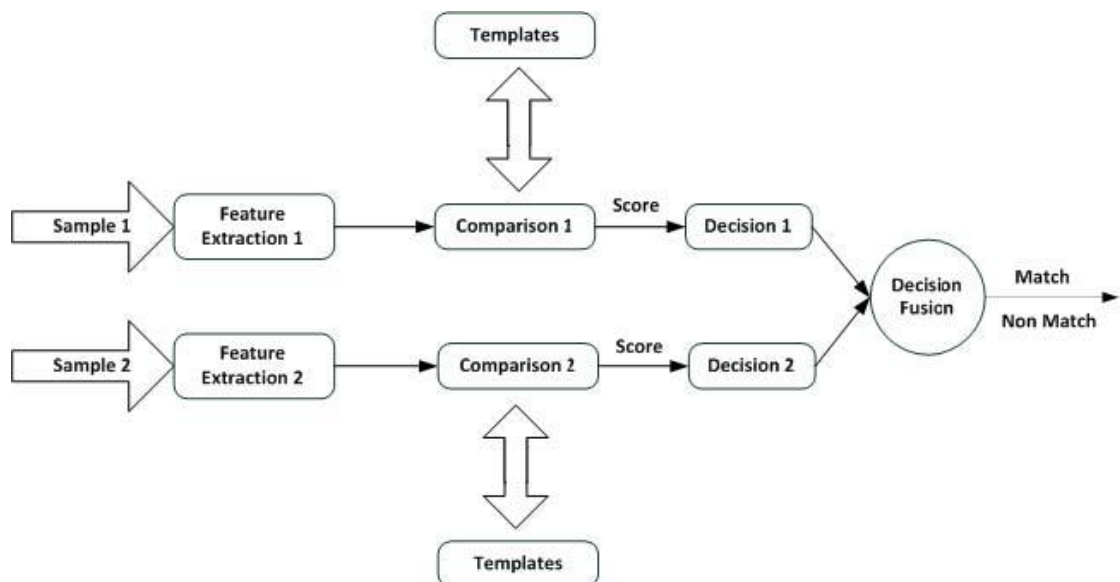 Templates
Sample 1
Feature
Extraction 1
Comparison 1
Score
Decision 1
Decision
Fusion
Match
Non Match
Sample 2
Feature
Extraction 2
Comparison 2
Score
Decision 2
Templates